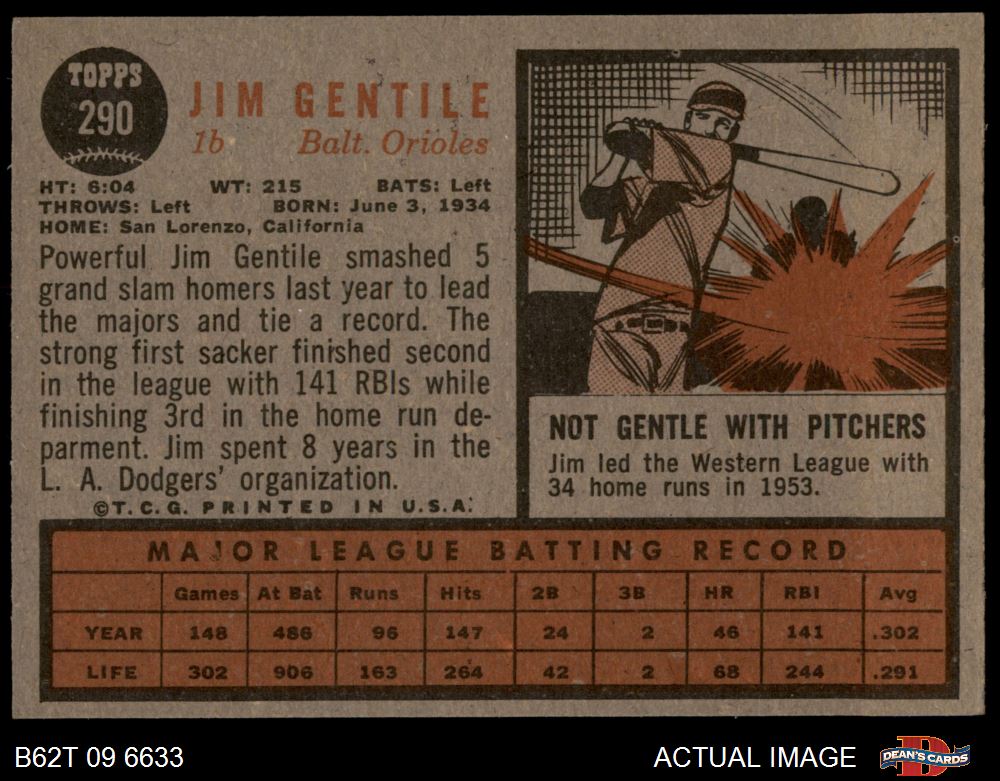 TOPPS
290
JIM GENTILE
1b Balt. Orioles
HT: 6:04 WT: 215 BATS: Left
THROWS: Left BORN: June 3, 1934
HOME: San Lorenzo, California
Powerful Jim Gentile smashed 5
grand slam homers last year to lead
the majors and tie a record. The
strong first sacker finished second
in the league with 141 RBIs while
finishing 3rd in the home run de-
parment. Jim spent 8 years in the
L. A. Dodgers' organization.
©T.C.G. PRINTED IN U.S.A.
NOT GENTLE WITH PITCHERS
Jim led the Western League with
34 home runs in 1953.
MAJOR LEAGUE BATTING RECORD
Games At Bat Runs Hits 2B 3B HR RBI Avg
YEAR 148 486 96 147 24 2 46 141 .302
LIFE 302 906 163 264 42 2 68 244 .291
B62T 09 6633 ACTUAL IMAGE DEAN'S CARDS